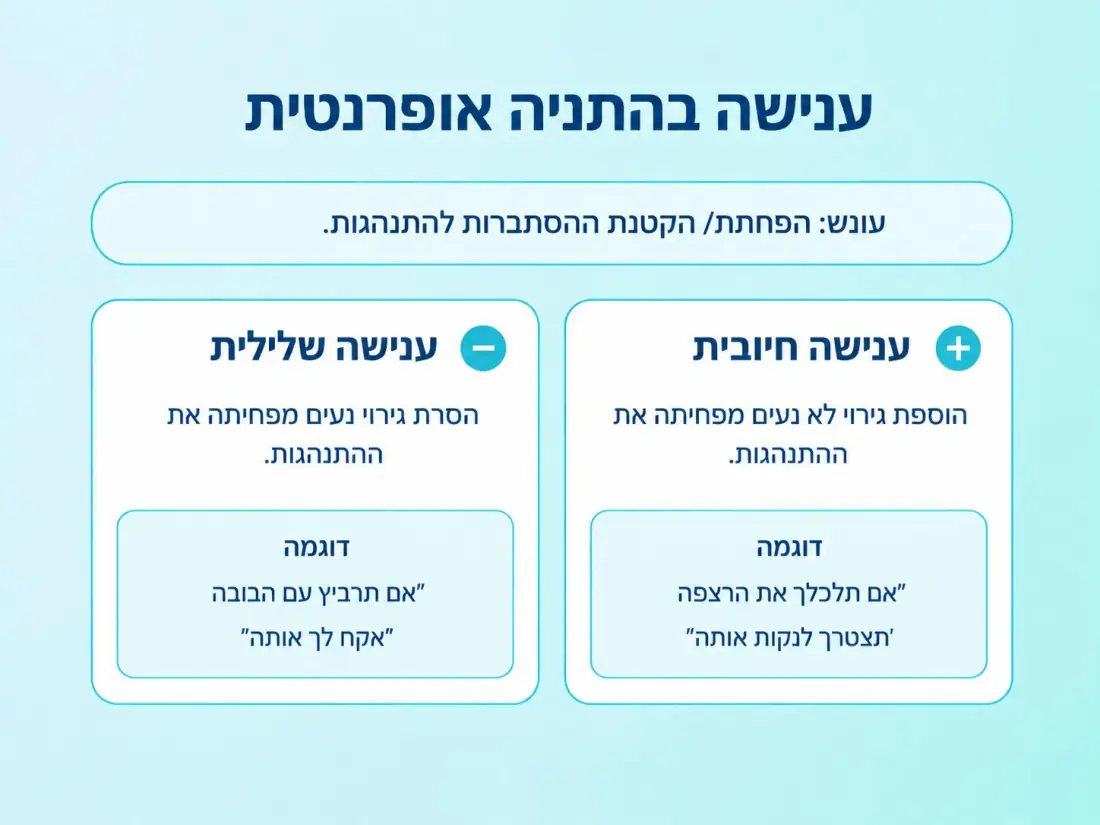 ענישה בהתניה אופרנטית
עונש: הפחתת/ הקטנת ההסתברות להתנהגות.
+ ענישה חיובית
הוספת גירוי לא נעים מפחיתה את
ההתנהגות.
דוגמה
"אם תלכלך את הרצפה
'תצטרך לנקות אותה"
− ענישה שלילית
הסרת גירוי נעים מפחיתה את
ההתנהגות.
דוגמה
"אם תרביץ עם הבובה
"אקח לך אותה"